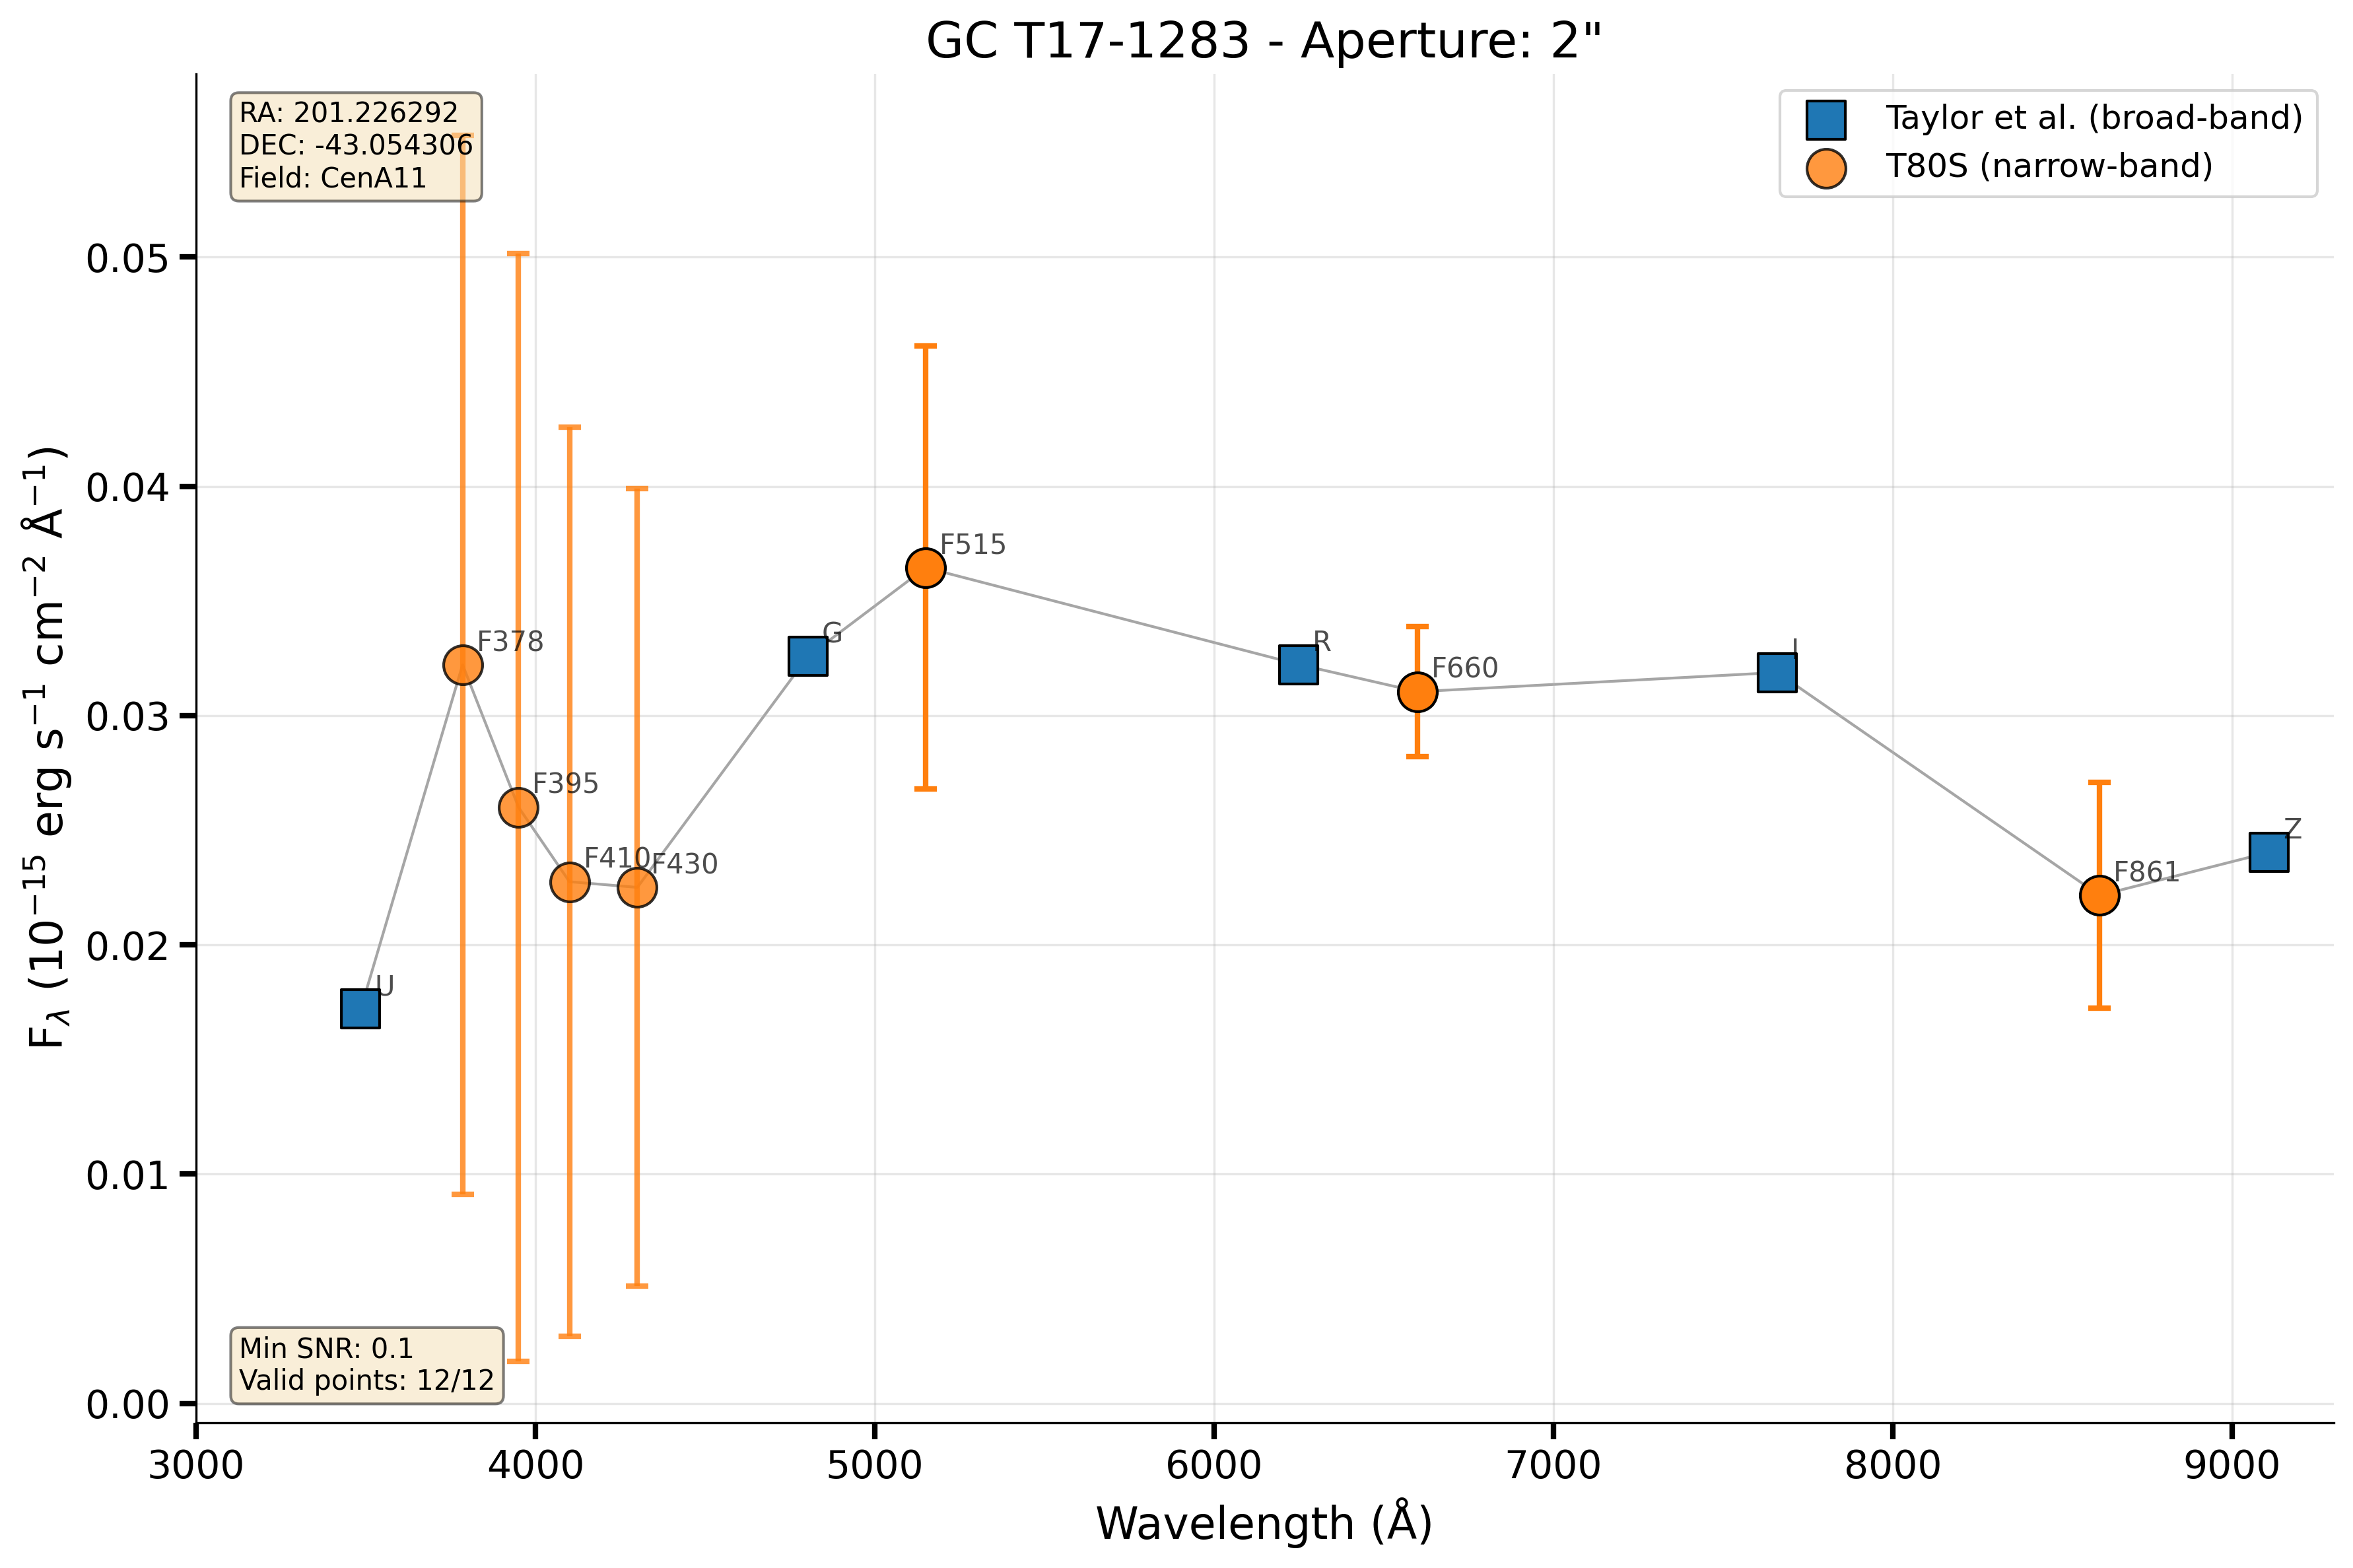 GC T17-1283 - Aperture: 2"
RA: 201.226292
DEC: -43.054306
Field: CenA11
Taylor et al. (broad-band)
T80S (narrow-band)
F_λ (10⁻¹⁵ erg s⁻¹ cm⁻² Å⁻¹)
0.05
0.04
0.03
0.02
0.01
0.00
U
F378
F395
F410
F430
G
F515
R
F660
I
F861
Z
Min SNR: 0.1
Valid points: 12/12
3000 4000 5000 6000 7000 8000 9000
Wavelength (Å)